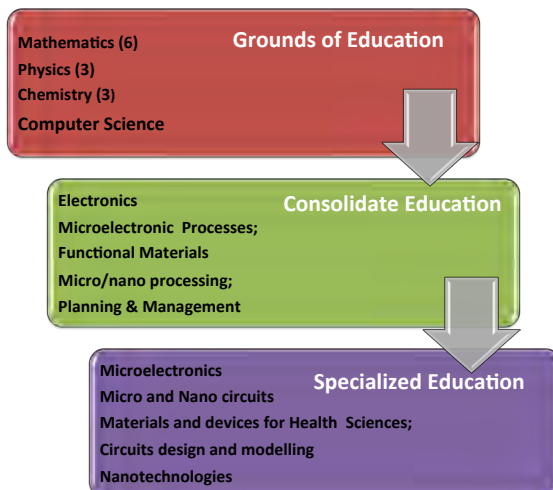 Grounds of Education
Mathematics (6)
Physics (3)
Chemistry (3)
Computer Science
Consolidate Education
Electronics
Microelectronic Processes;
Functional Materials
Micro/nano processing;
Planning & Management
Specialized Education
Microelectronics
Micro and Nano circuits
Materials and devices for Health Sciences;
Circuits design and modelling
Nanotechnologies